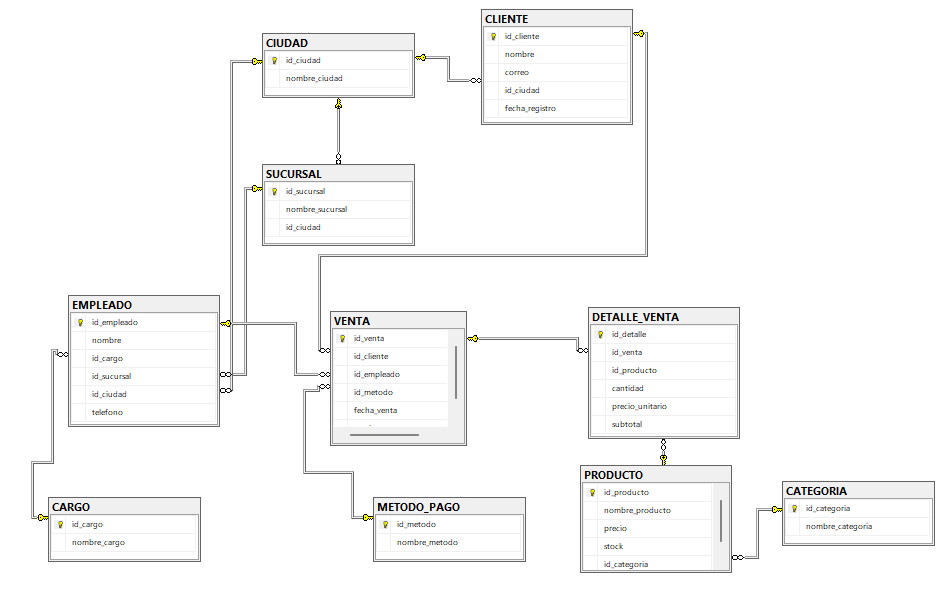 CLIENTE
id_cliente
nombre
correo
id_ciudad
fecha_registro
CIUDAD
id_ciudad
nombre_ciudad
SUCURSAL
id_sucursal
nombre_sucursal
id_ciudad
EMPLEADO
id_empleado
nombre
id_cargo
id_sucursal
id_ciudad
telefono
VENTA
id_venta
id_cliente
id_empleado
id_metodo
fecha_venta
DETALLE_VENTA
id_detalle
id_venta
id_producto
cantidad
precio_unitario
subtotal
CARGO
id_cargo
nombre_cargo
METODO_PAGO
id_metodo
nombre_metodo
PRODUCTO
id_producto
nombre_producto
precio
stock
id_categoria
CATEGORIA
id_categoria
nombre_categoria